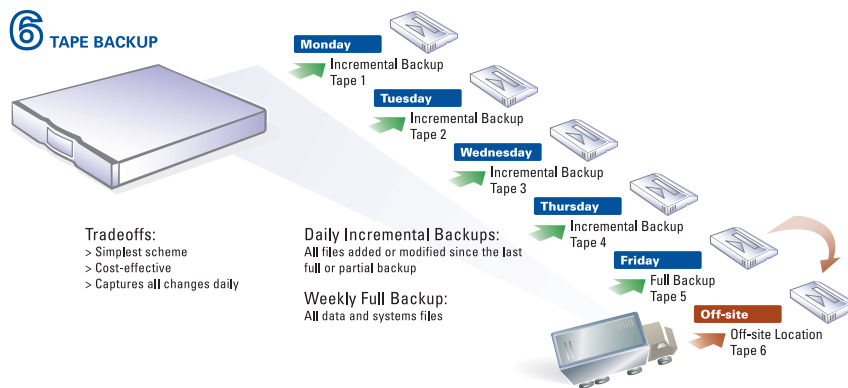 6 TAPE BACKUP
Monday
Incremental Backup
Tape 1
Tuesday
Incremental Backup
Tape 2
Wednesday
Incremental Backup
Tape 3
Thursday
Incremental Backup
Tape 4
Friday
Full Backup
Tape 5
Off-site
Off-site Location
Tape 6
Tradeoffs:
> Simplest scheme
> Cost-effective
> Captures all changes daily
Daily Incremental Backups:
All files added or modified since the last
full or partial backup
Weekly Full Backup:
All data and systems files